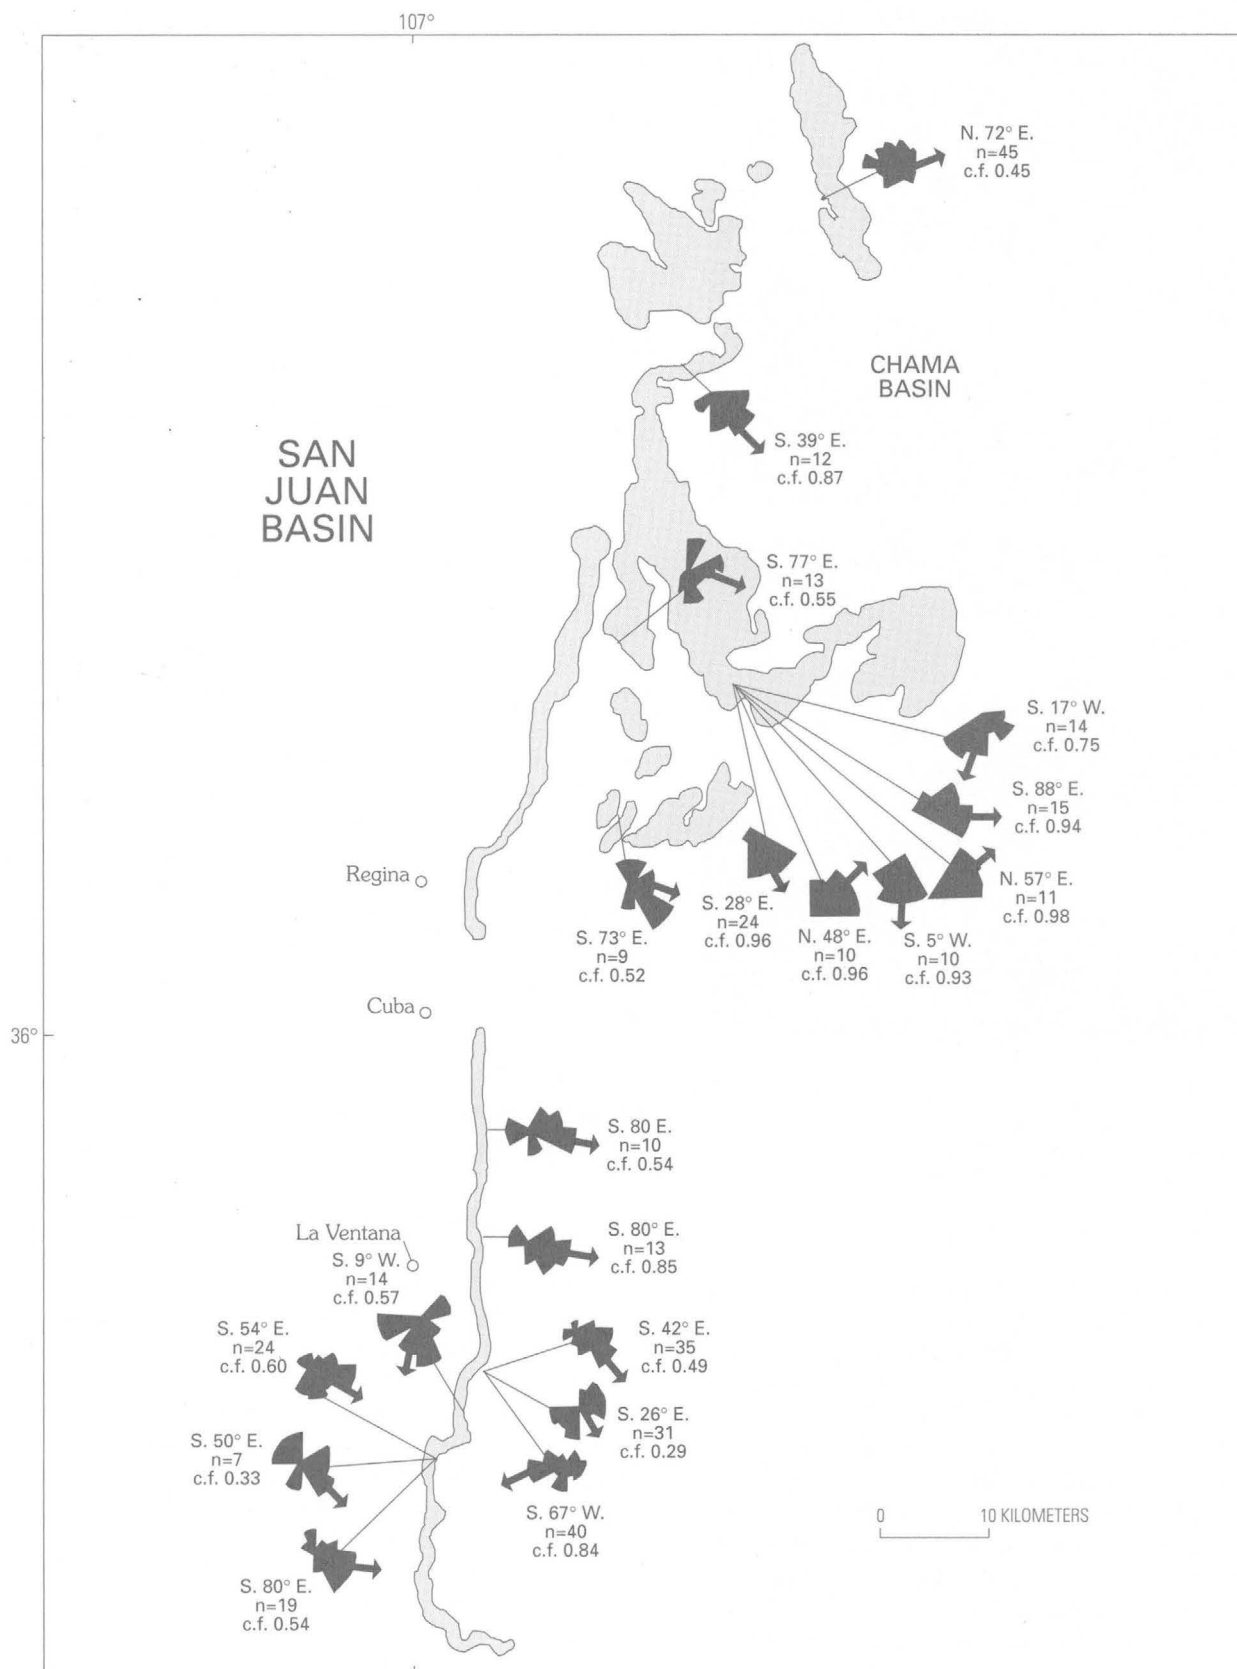 107°
N. 72° E.
n=45
c.f. 0.45
CHAMA
BASIN
S. 39° E.
n=12
c.f. 0.87
SAN
JUAN
BASIN
S. 77° E.
n=13
c.f. 0.55
S. 17° W.
n=14
c.f. 0.75
S. 88° E.
n=15
c.f. 0.94
Regina
N. 57° E.
n=11
c.f. 0.98
S. 28° E.
n=24
c.f. 0.96
N. 48° E.
n=10
c.f. 0.96
S. 5° W.
n=10
c.f. 0.93
S. 73° E.
n=9
c.f. 0.52
Cuba
36°
S. 80 E.
n=10
c.f. 0.54
La Ventana
S. 9° W.
n=14
c.f. 0.57
S. 80° E.
n=13
c.f. 0.85
S. 54° E.
n=24
c.f. 0.60
S. 42° E.
n=35
c.f. 0.49
S. 26° E.
n=31
c.f. 0.29
S. 50° E.
n=7
c.f. 0.33
S. 67° W.
n=40
c.f. 0.84
0 10 KILOMETERS
S. 80° E.
n=19
c.f. 0.54